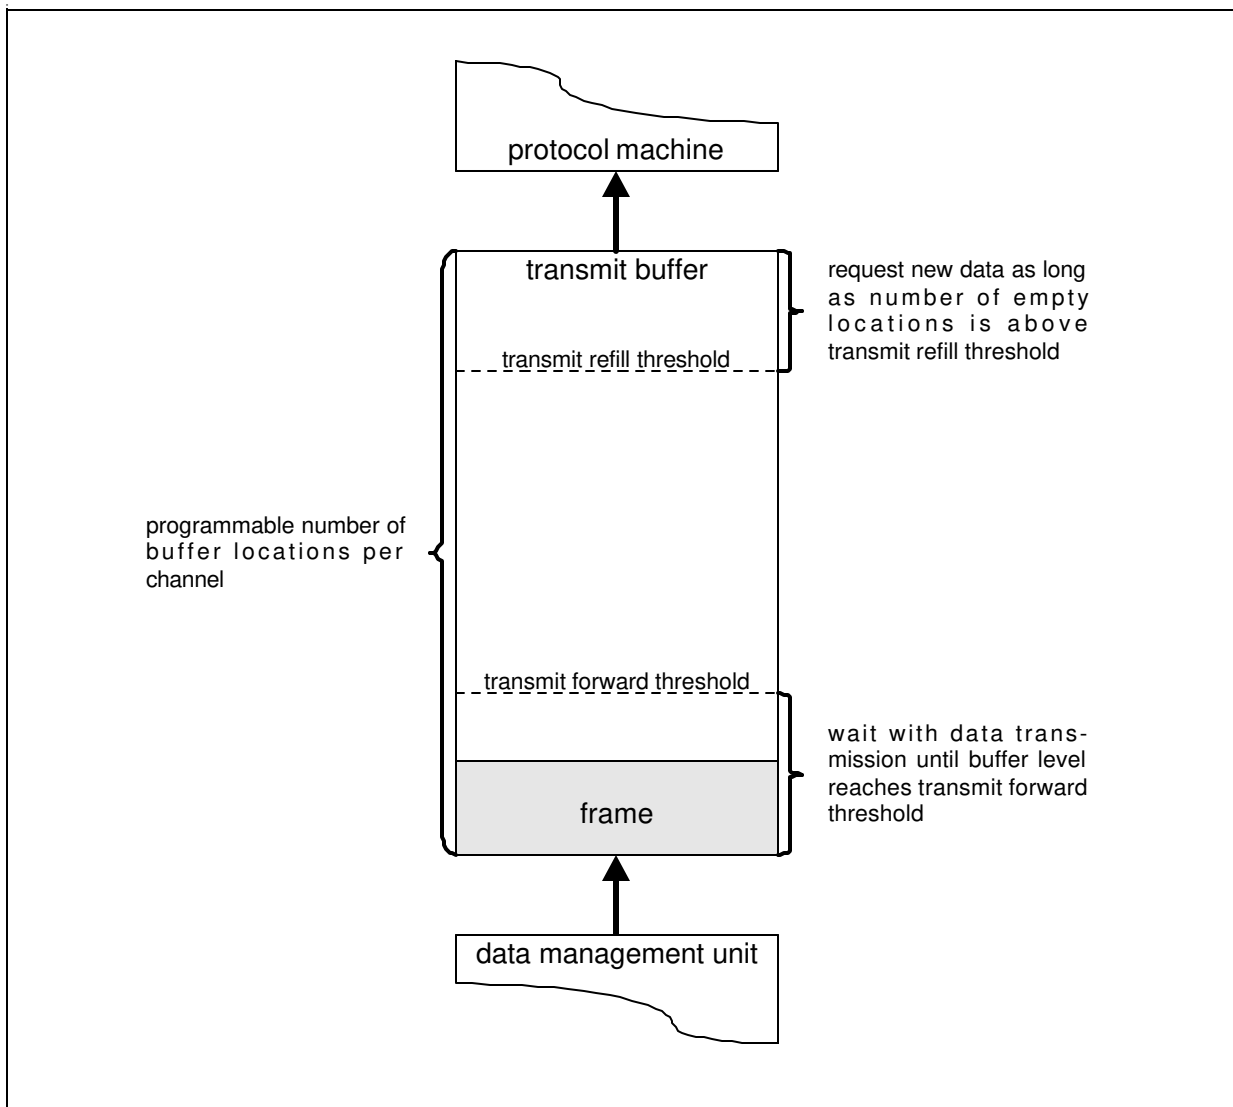 protocol machine
transmit buffer
request new data as long
as number of empty
locations is above
transmit refill threshold
transmit refill threshold
programmable number of
buffer locations per
channel
transmit forward threshold
wait with data trans-
mission until buffer level
reaches transmit forward
threshold
frame
data management unit